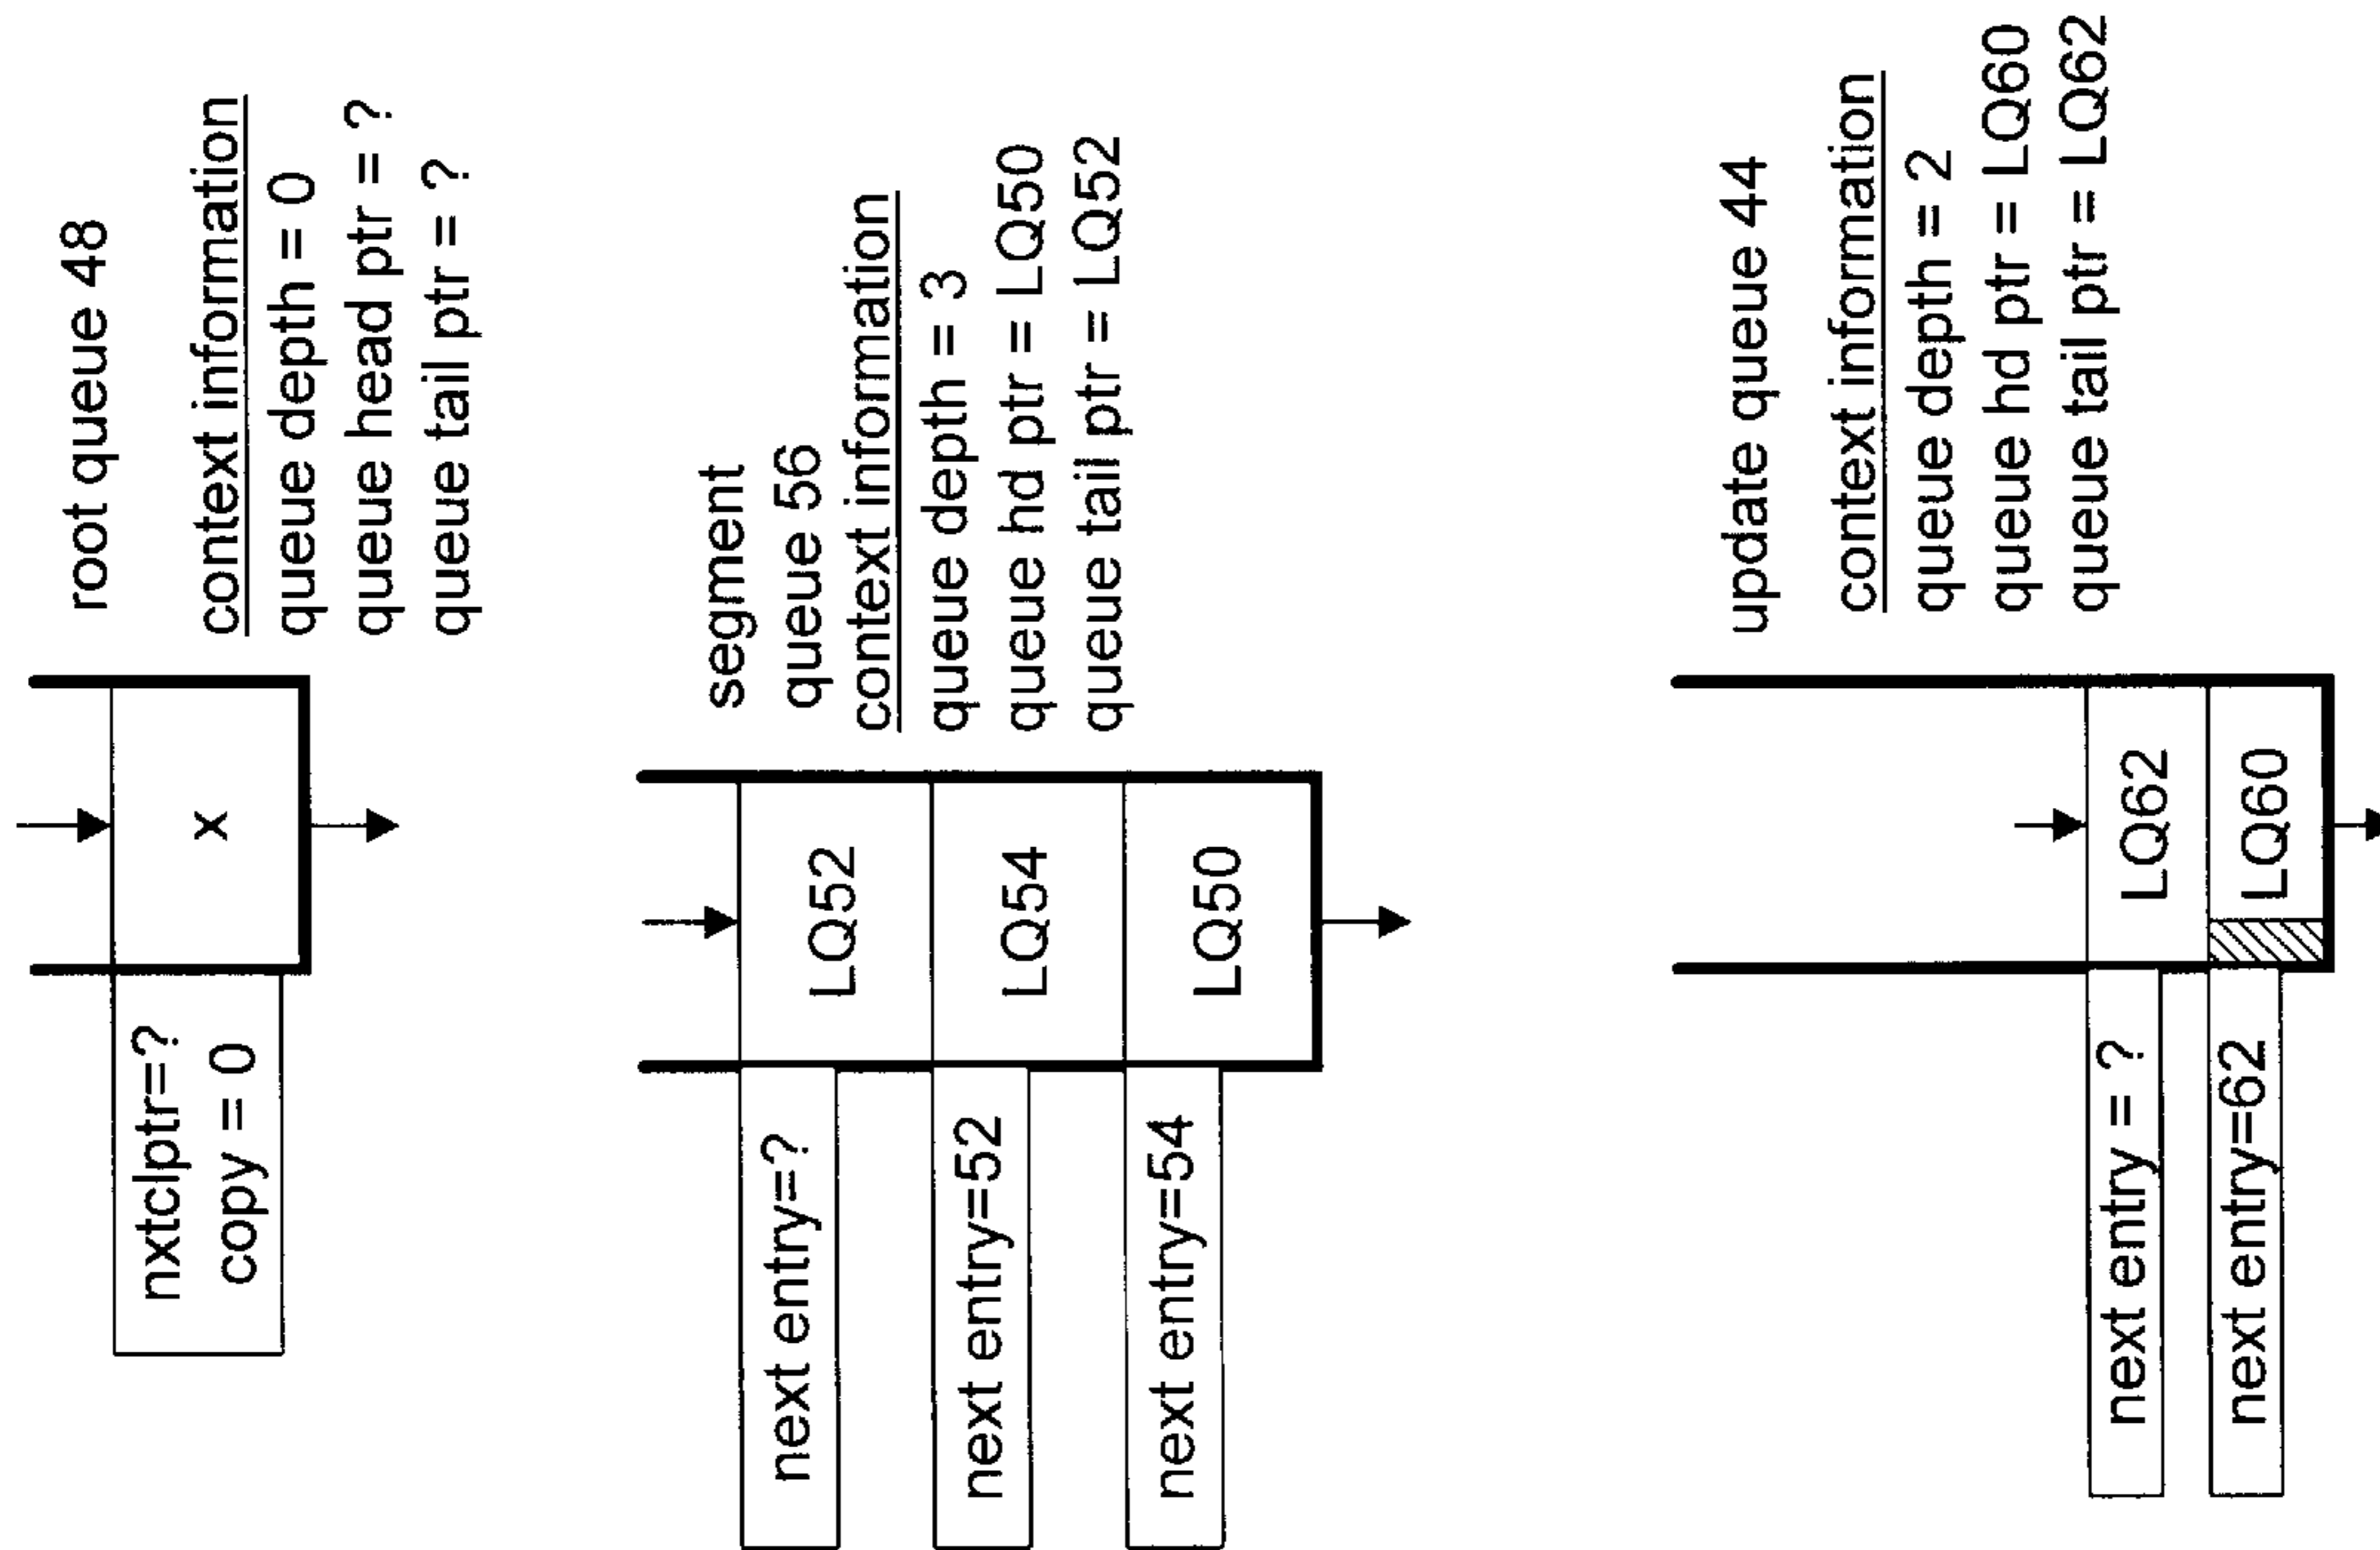 root queue 48
context information
queue depth = 0
queue head ptr = ?
queue tail ptr = ?
x
nxtclptr=?
copy = 0
segment
queue 56
context information
queue depth = 3
queue hd ptr = LQ50
queue tail ptr = LQ52
LQ52
LQ54
LQ50
next entry=?
next entry=52
next entry=54
update queue 44
context information
queue depth = 2
queue hd ptr = LQ60
queue tail ptr = LQ62
LQ62
LQ60
next entry = ?
next entry=62